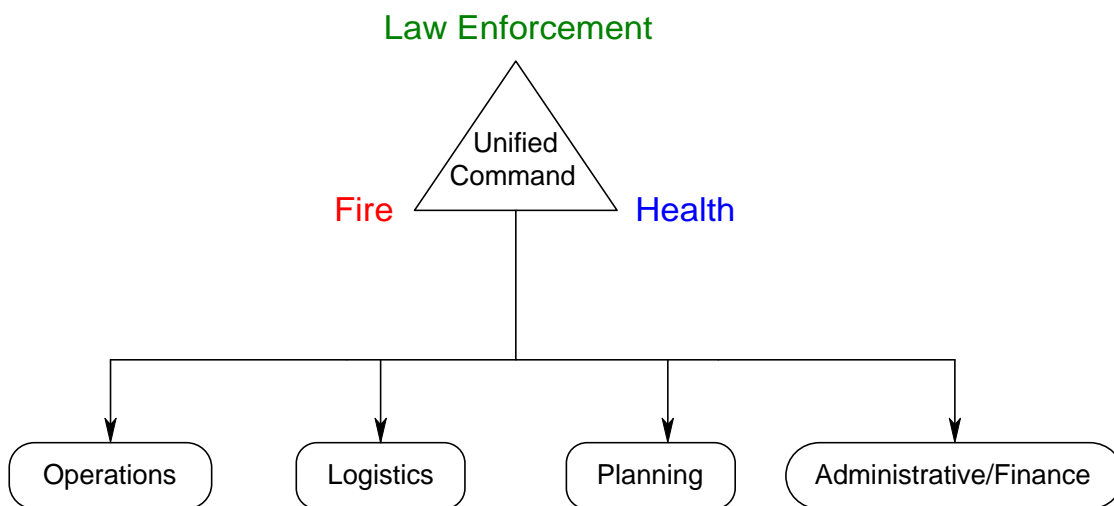 Law Enforcement
Unified
Command
Fire
Health
Operations
Logistics
Planning
Administrative/Finance